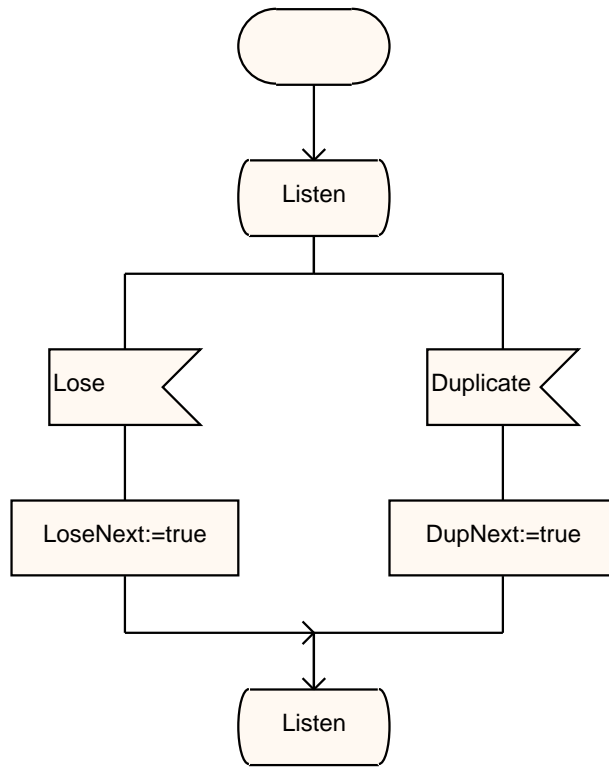 Listen
Lose
Duplicate
LoseNext:=true
DupNext:=true
Listen